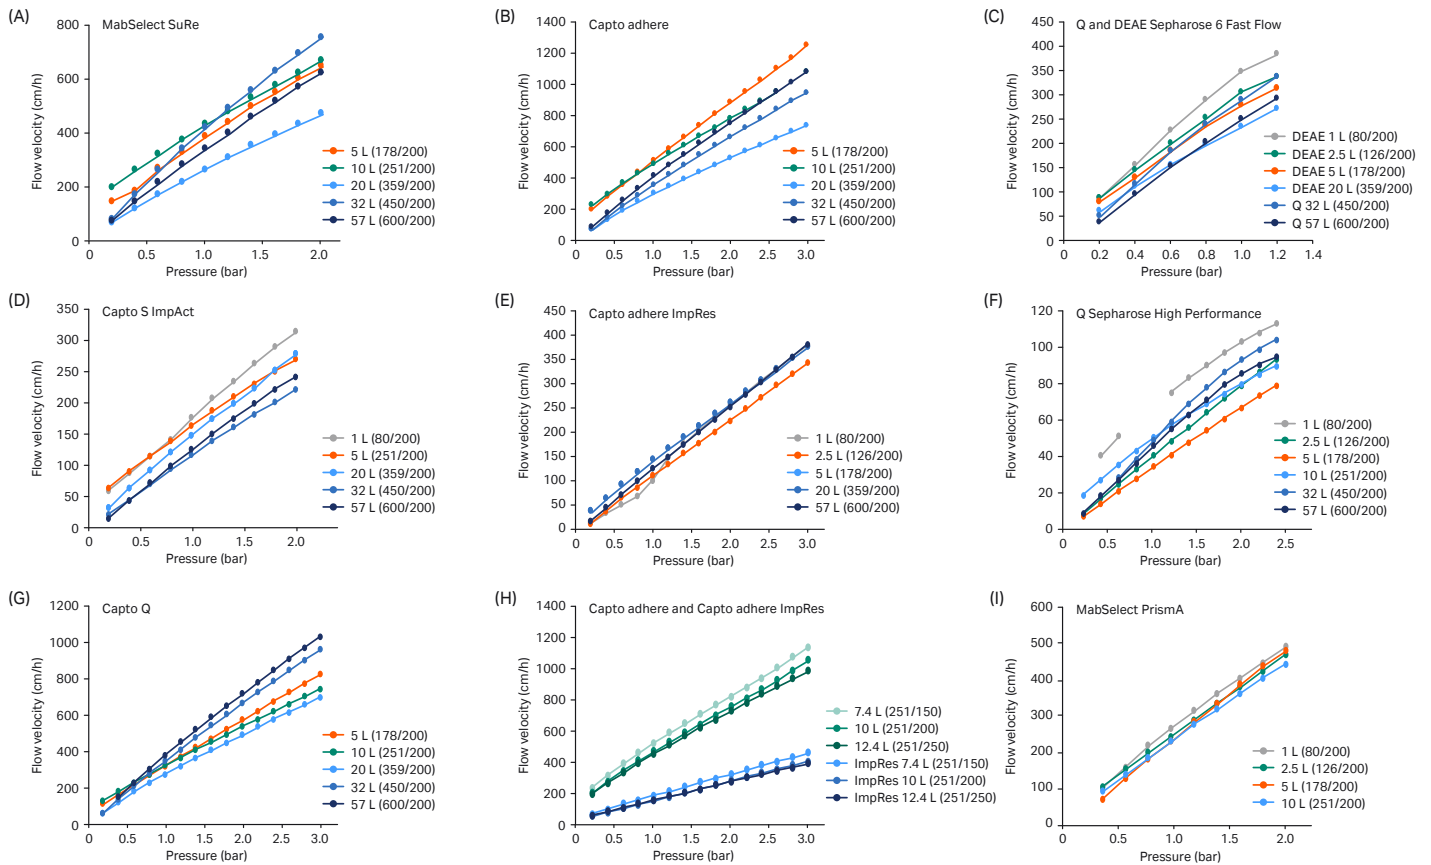 (A)
MabSelect SuRe
800
600
400
200
0
Flow velocity (cm/h)
0 0.5 1.0 1.5 2.0
Pressure (bar)
5 L (178/200)
10 L (251/200)
20 L (359/200)
32 L (450/200)
57 L (600/200)
(B)
Capto adhere
1400
1200
1000
800
600
400
200
0
Flow velocity (cm/h)
0 0.5 1.0 1.5 2.0 2.5 3.0
Pressure (bar)
5 L (178/200)
10 L (251/200)
20 L (359/200)
32 L (450/200)
57 L (600/200)
(C)
Q and DEAE Sepharose 6 Fast Flow
450
400
350
300
250
200
150
100
50
0
Flow velocity (cm/h)
0 0.2 0.4 0.6 0.8 1.0 1.2 1.4
Pressure (bar)
DEAE 1 L (80/200)
DEAE 2.5 L (126/200)
DEAE 5 L (178/200)
DEAE 20 L (359/200)
Q 32 L (450/200)
Q 57 L (600/200)
(D)
Capto S ImpAct
350
300
250
200
150
100
50
0
Flow velocity (cm/h)
0 0.5 1.0 1.5 2.0
Pressure (bar)
1 L (80/200)
5 L (251/200)
20 L (359/200)
32 L (450/200)
57 L (600/200)
(E)
Capto adhere ImpRes
450
400
350
300
250
200
150
100
50
0
Flow velocity (cm/h)
0 0.5 1.0 1.5 2.0 2.5 3.0
Pressure (bar)
1 L (80/200)
2.5 L (126/200)
5 L (178/200)
20 L (359/200)
57 L (600/200)
(F)
Q Sepharose High Performance
120
100
80
60
40
20
0
Flow velocity (cm/h)
0 0.5 1.0 1.5 2.0 2.5
Pressure (bar)
1 L (80/200)
2.5 L (126/200)
5 L (178/200)
10 L (251/200)
32 L (450/200)
57 L (600/200)
(G)
Capto Q
1200
1000
800
600
400
200
0
Flow velocity (cm/h)
0 0.5 1.0 1.5 2.0 2.5 3.0
Pressure (bar)
5 L (178/200)
10 L (251/200)
20 L (359/200)
32 L (450/200)
57 L (600/200)
(H)
Capto adhere and Capto adhere ImpRes
1400
1200
1000
800
600
400
200
0
Flow velocity (cm/h)
0 0.5 1.0 1.5 2.0 2.5 3.0
Pressure (bar)
7.4 L (251/150)
10 L (251/200)
12.4 L (251/250)
ImpRes 7.4 L (251/150)
ImpRes 10 L (251/200)
ImpRes 12.4 L (251/250)
(I)
MabSelect PrismA
600
500
400
300
200
100
0
Flow velocity (cm/h)
0 0.5 1.0 1.5 2.0
Pressure (bar)
1 L (80/200)
2.5 L (126/200)
5 L (178/200)
10 L (251/200)